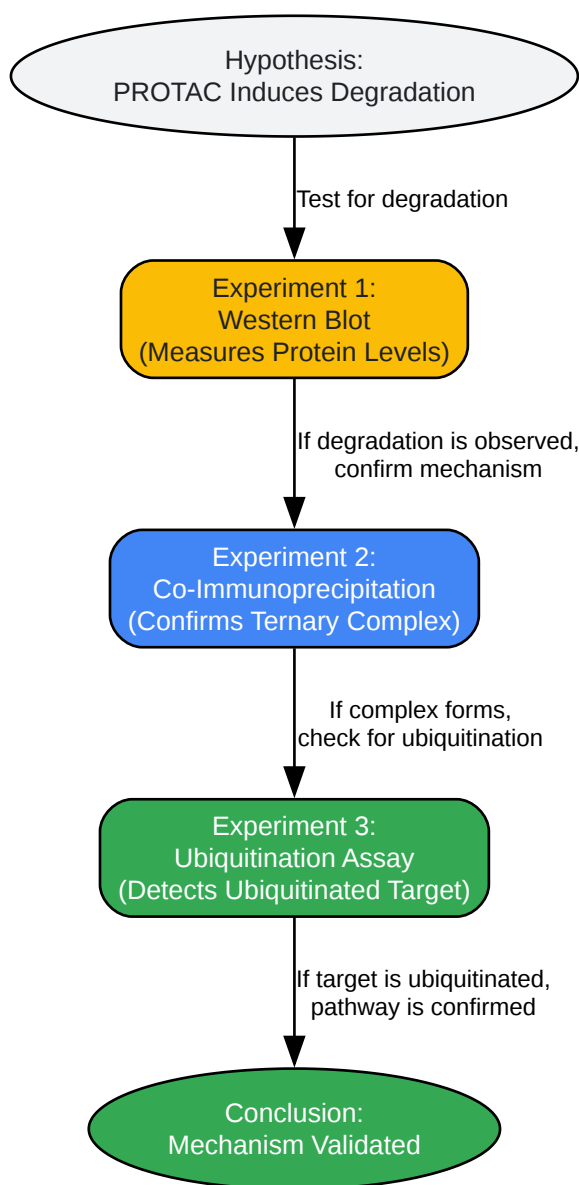 Hypothesis:
PROTAC Induces Degradation
Test for degradation
Experiment 1:
Western Blot
(Measures Protein Levels)
If degradation is observed,
confirm mechanism
Experiment 2:
Co-Immunoprecipitation
(Confirms Ternary Complex)
If complex forms,
check for ubiquitination
Experiment 3:
Ubiquitination Assay
(Detects Ubiquitinated Target)
If target is ubiquitinated,
pathway is confirmed
Conclusion:
Mechanism Validated